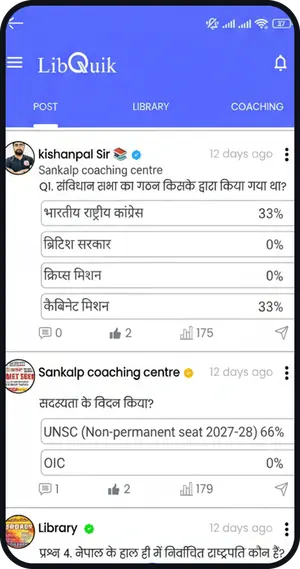 37
LibQuik
POST LIBRARY COACHING
kishanpal Sir 12 days ago
Sankalp coaching centre
Q1. संविधान सभा का गठन किसके द्वारा किया गया था?
भारतीय राष्ट्रीय कांग्रेस 33%
ब्रिटिश सरकार 0%
क्रिप्स मिशन 0%
कैबिनेट मिशन 33%
0 2 175
Sankalp coaching centre 12 days ago
सदस्यता के विदन किया?
UNSC (Non-permanent seat 2027-28) 66%
OIC 0%
1 2 179
Library 12 days ago
प्रश्न 4. नेपाल के हाल ही में निर्वाचित राष्ट्रपति कौन हैं?